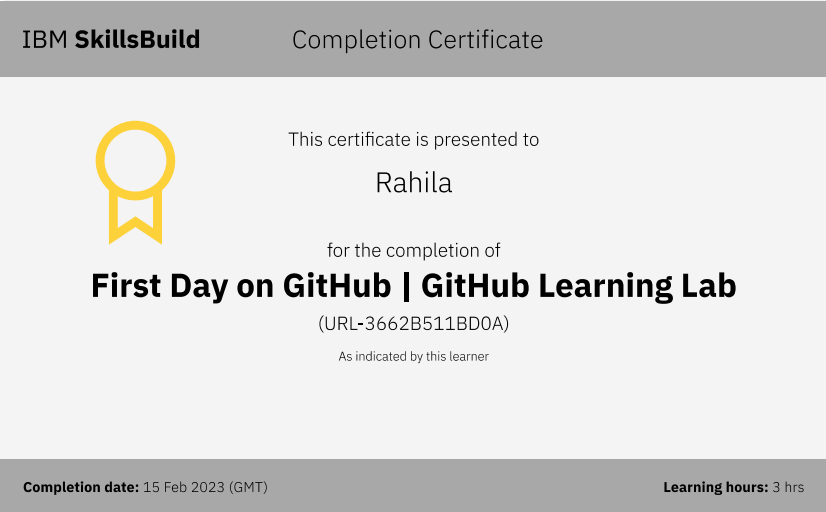 IBM SkillsBuild
Completion Certificate
This certificate is presented to
Rahila
for the completion of
First Day on GitHub | GitHub Learning Lab
(URL-3662B511BD0A)
As indicated by this learner
Completion date: 15 Feb 2023 (GMT)
Learning hours: 3 hrs